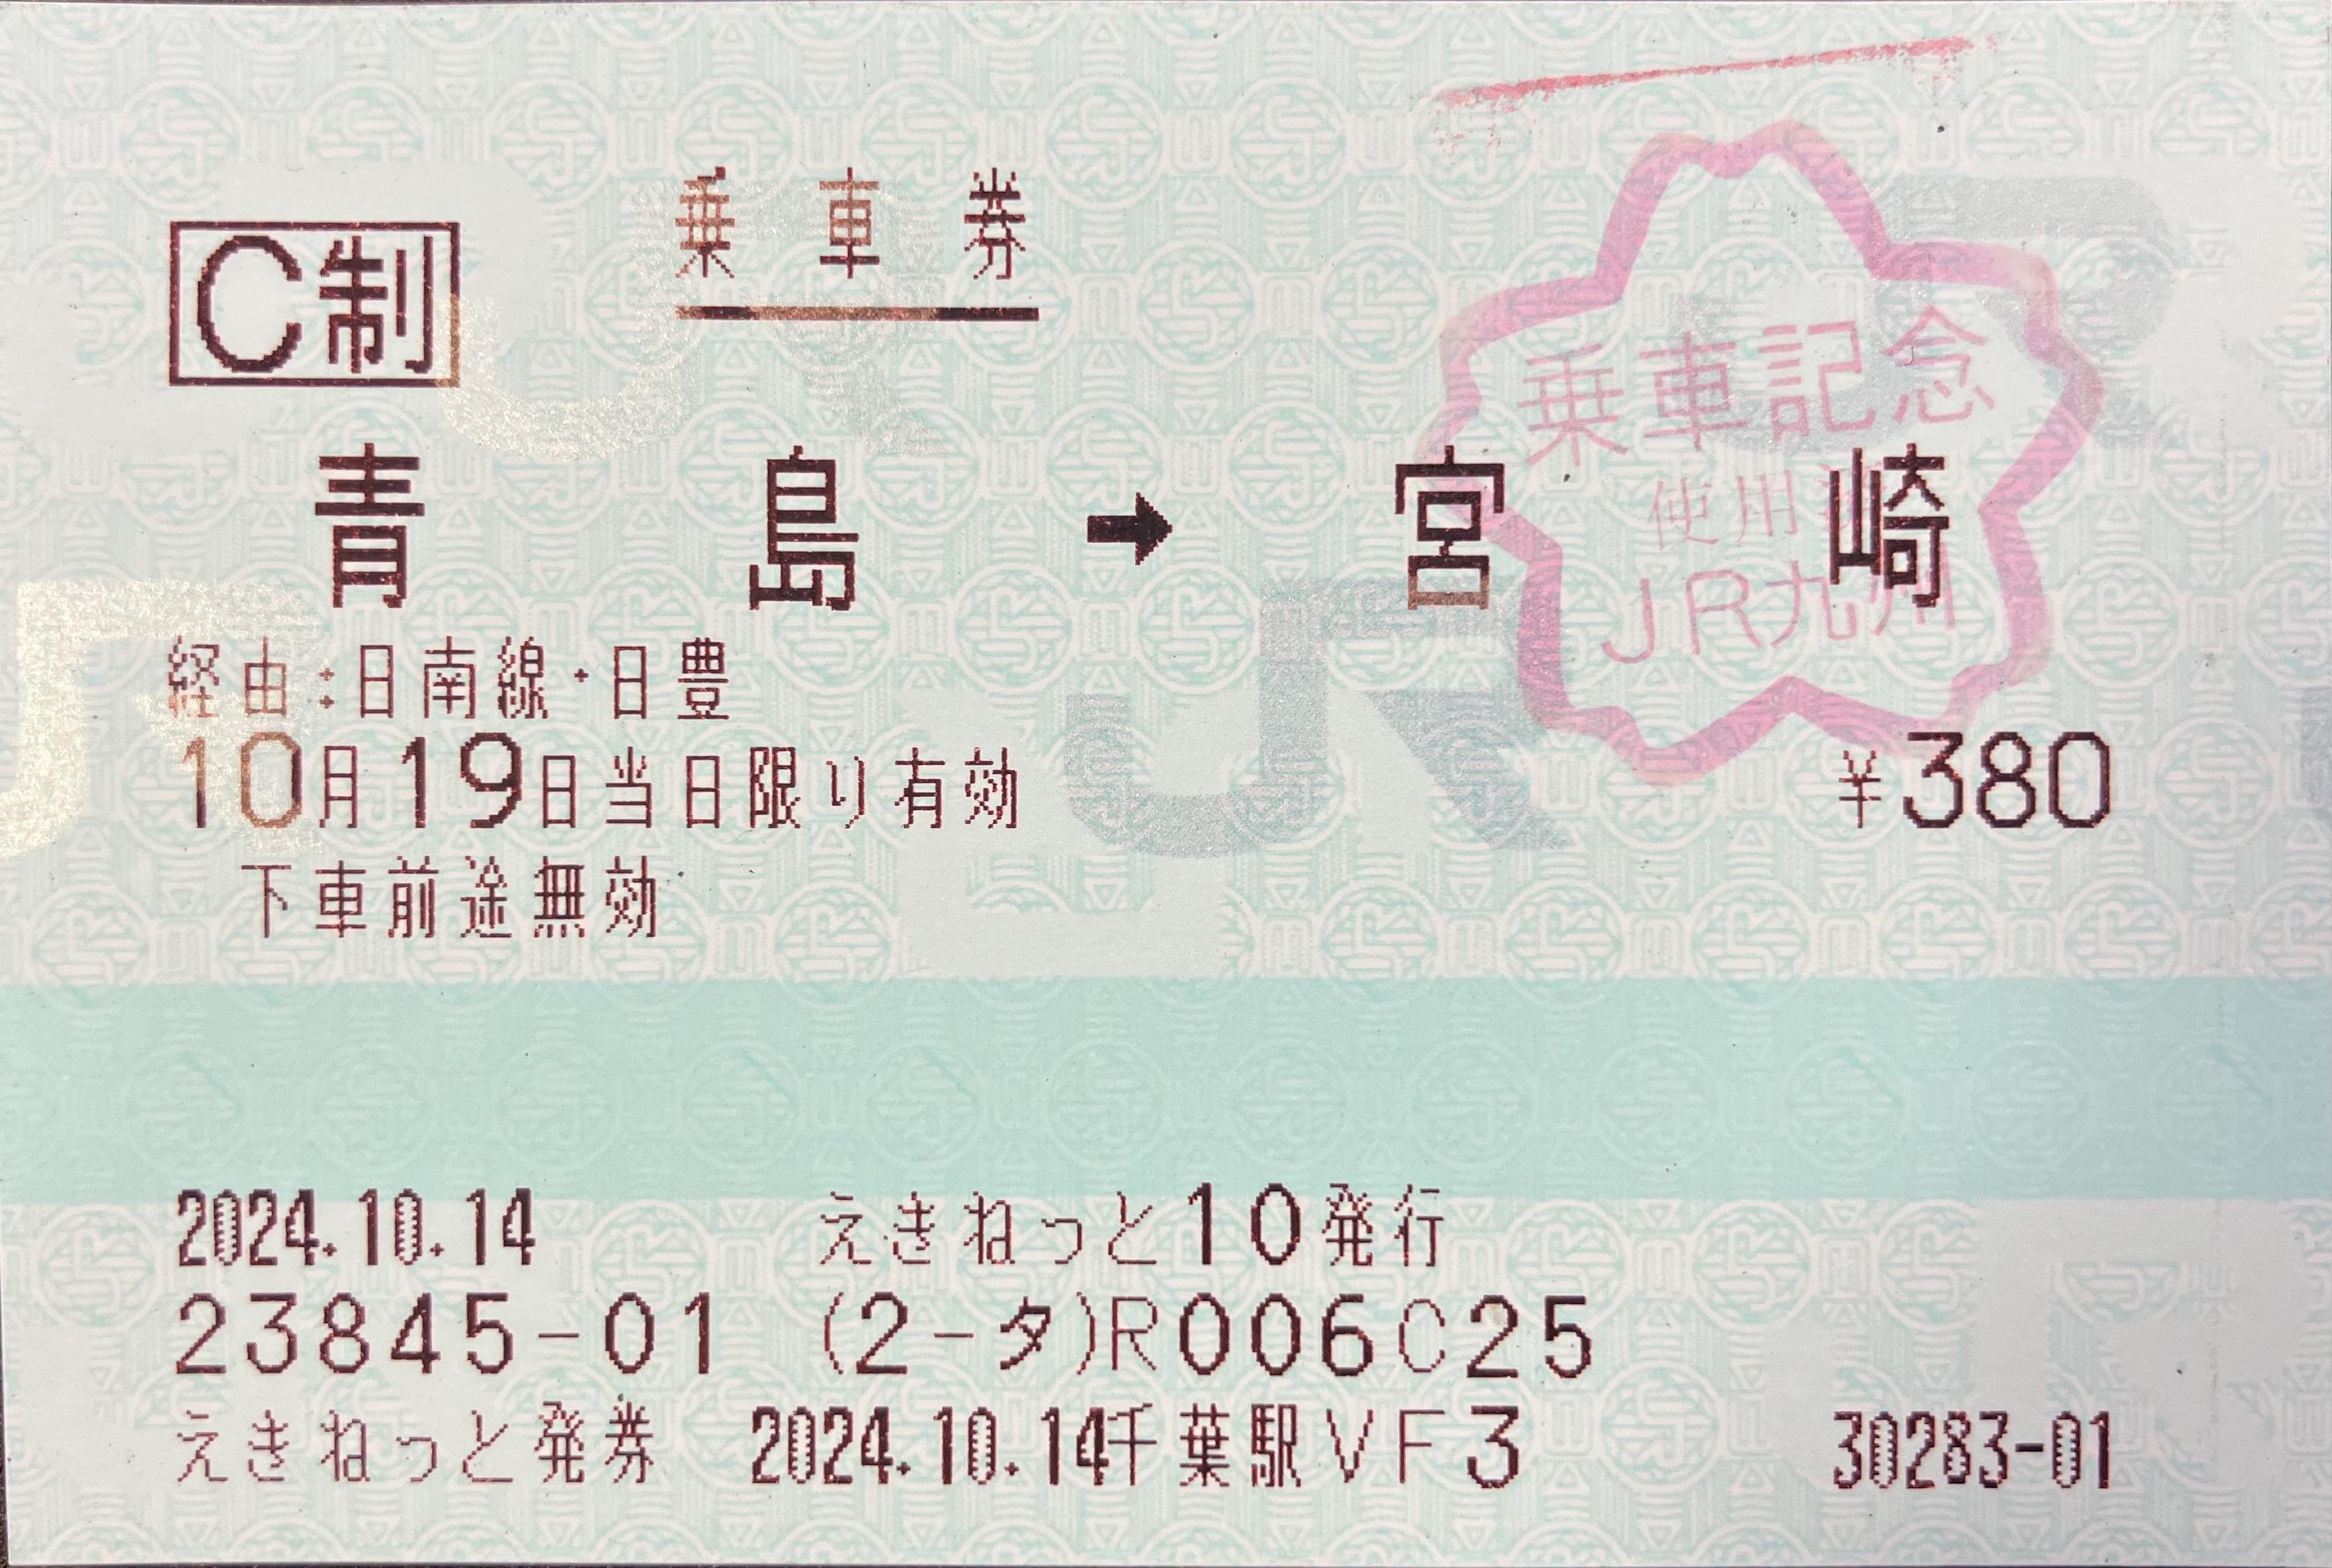 C制 乗車券
乗車記念
使用済
JR九州
青島➡宮崎
経由:日南線・日豊
10月19日当日限り有効 ¥380
下車前途無効
2024.10.14 えきねっと10発行
23845-01 (2-タ)R006C25
えきねっと発券 2024.10.14千葉駅VF3 30283-01